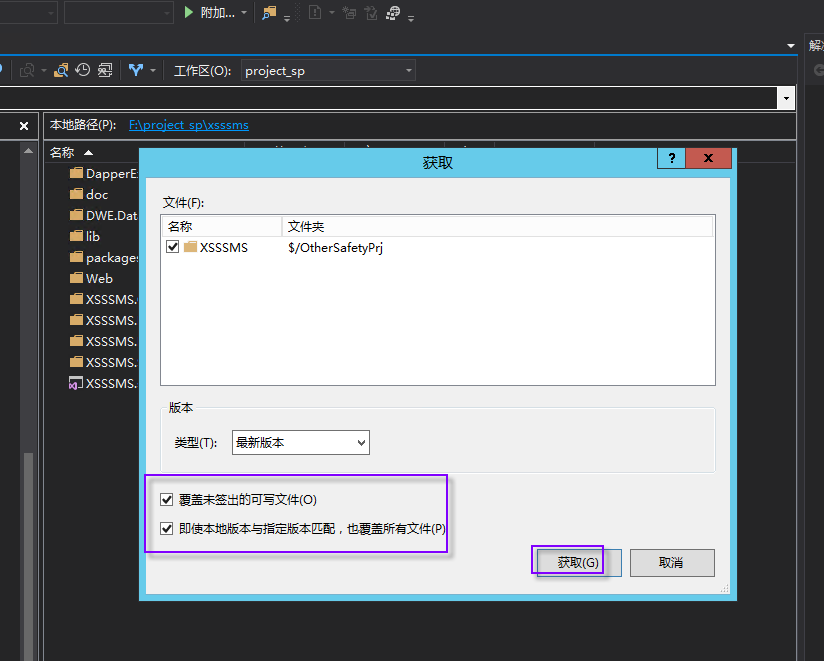 附加...
解决
工作区(O): project_sp
本地路径(P): F:\project_sp\xsssms
名称
DapperEx
doc
DWE.Data
lib
packages
Web
XSSSMS.
XSSSMS.
XSSSMS.
XSSSMS.
XSSSMS.
获取
? x
文件(F):
名称 文件夹
XSSSMS $/OtherSafetyPrj
版本
类型(T): 最新版本
覆盖未签出的可写文件(O)
即使本地版本与指定版本匹配，也覆盖所有文件(P)
获取(G) 取消